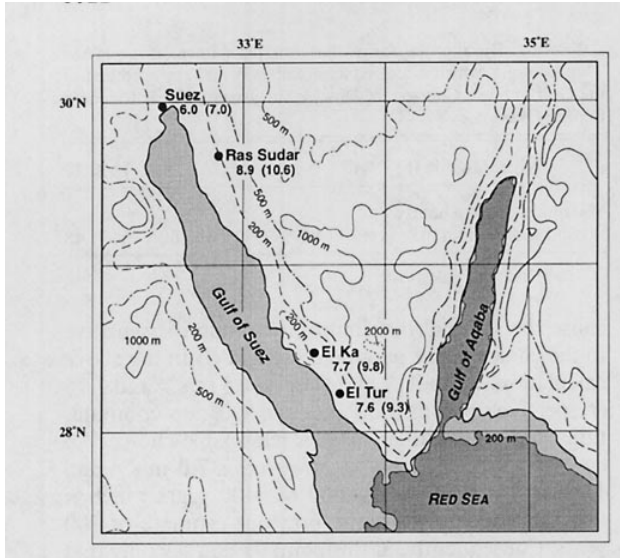 33°E 35°E
30°N
Suez
6.0 (7.0)
500 m
Ras Sudar
8.9 (10.6)
500 m
200 m
1000 m
Gulf of Suez
200 m
2000 m
Gulf of Aqaba
1000 m
200 m
El Ka
7.7 (9.8)
500 m
El Tur
7.6 (9.3)
28°N
200 m
RED SEA